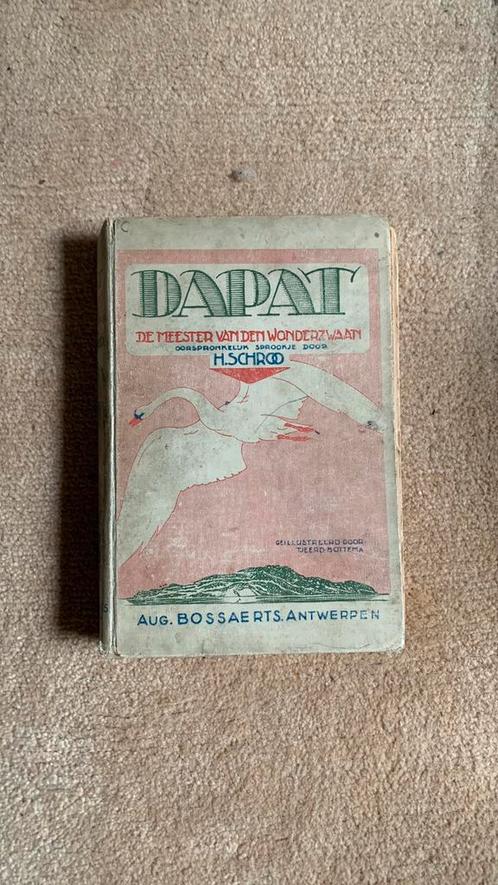 DAPAT
DE MEESTER VAN DEN WONDERZWAAN
OORSPRONKELIJK SPROOKJE DOOR
H. SCHROO
GEILLUSTREERD DOOR
TJEERD BOTTEMA
AUG. BOSSAERTS. ANTWERPEN